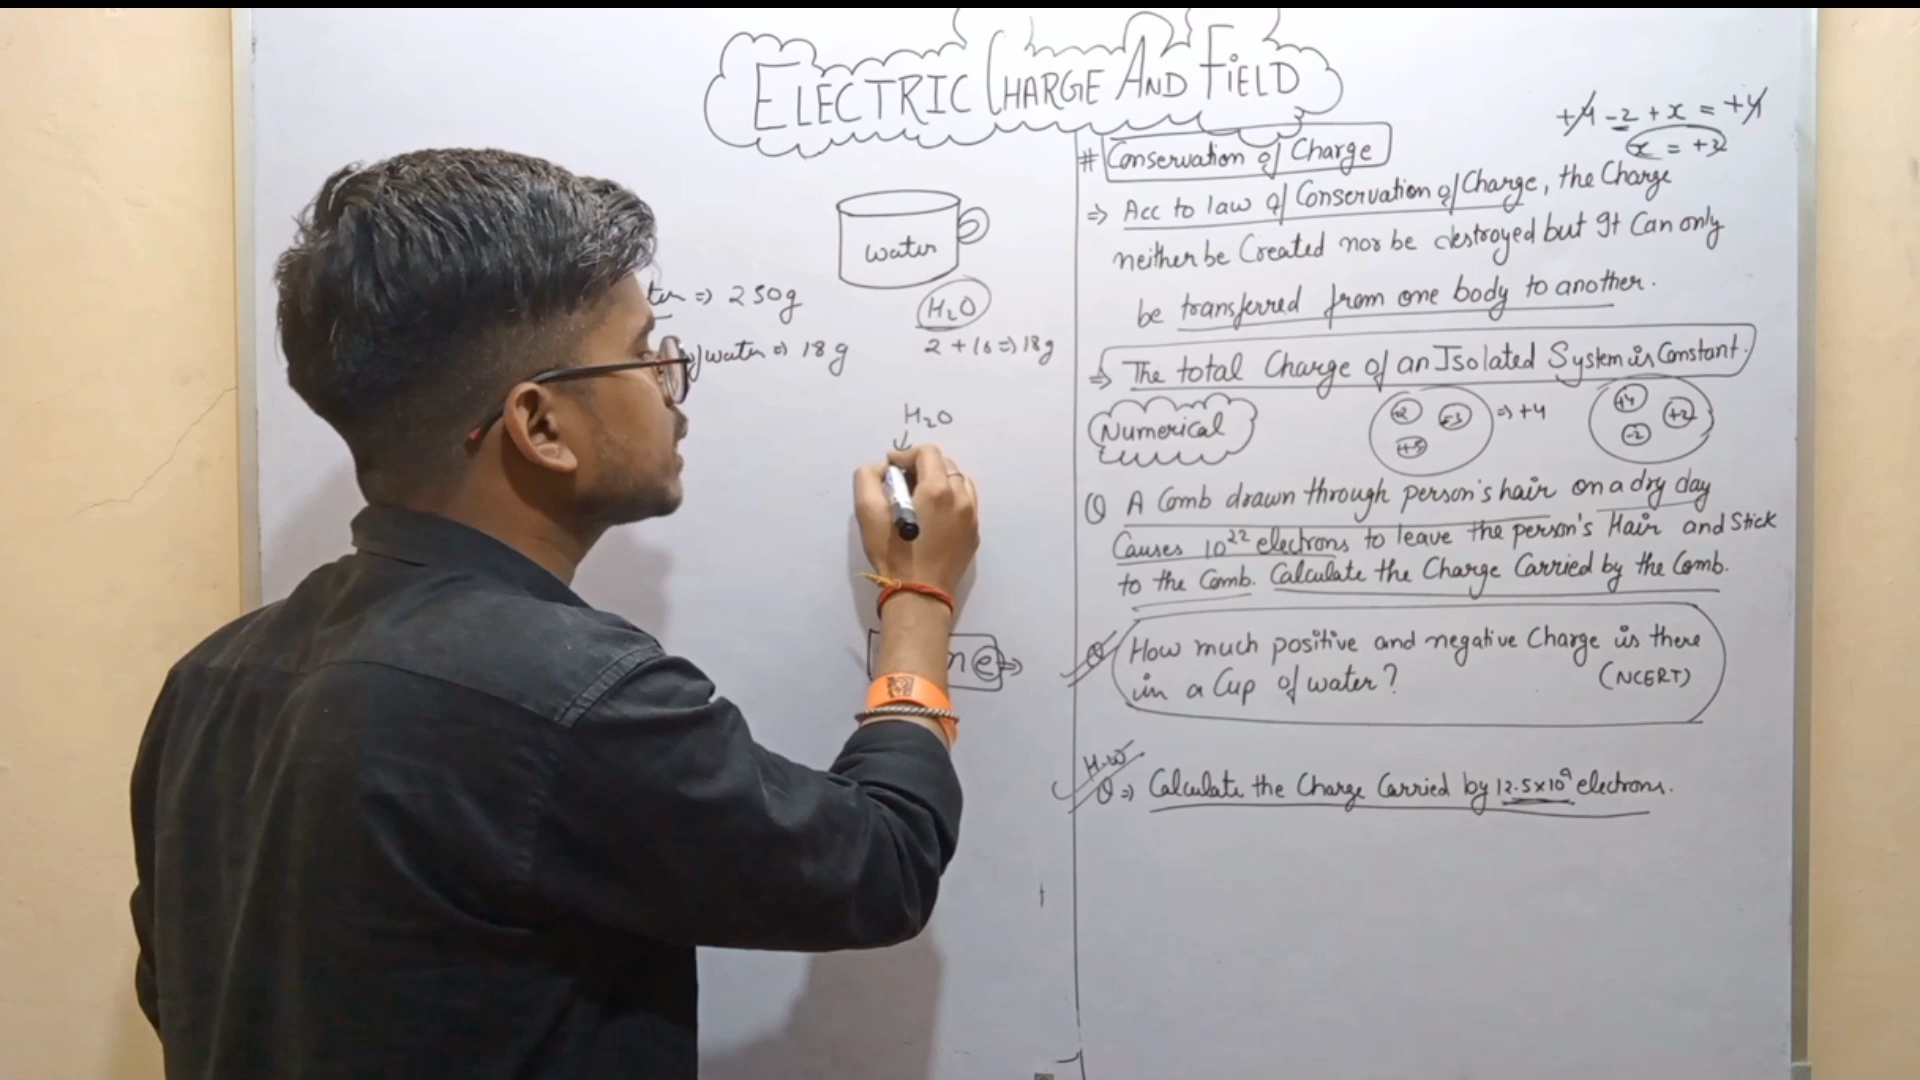 ELECTRIC CHARGE AND FIELD
water
H₂O
2 + 16 => 18g
=> 250g
water => 18g
H₂O
ne =>
+4 -2 + x = +4
x = +2
# Conservation of Charge
=> Acc to law of Conservation of Charge, the Charge
neither be Created nor be destroyed but It Can only
be transferred from one body to another.
=> The total Charge of an Isolated System is Constant.
Numerical
+5
=> +4
+4
+2
-2
Q A Comb drawn through person's hair on a dry day
Causes 10²² electrons to leave the person's Hair and Stick
to the Comb. Calculate the Charge Carried by the Comb.
Q How much positive and negative Charge is there
in a Cup of water? (NCERT)
H.W
Q => Calculate the Charge Carried by 12.5x10⁹ electrons.